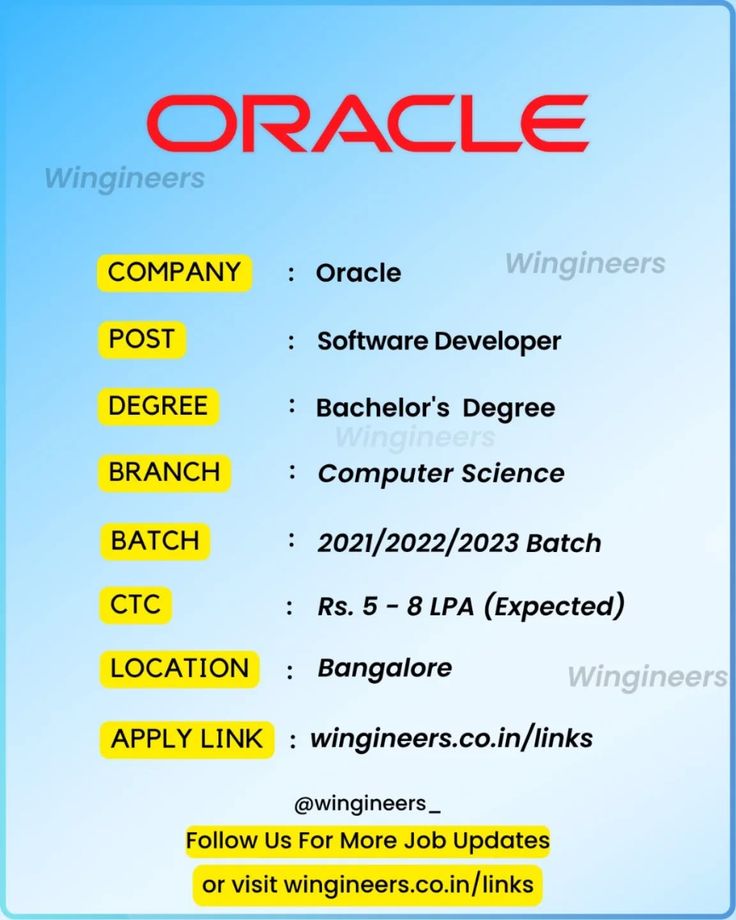 ORACLE
Wingineers
Wingineers
COMPANY : Oracle
POST : Software Developer
DEGREE : Bachelor's Degree
Wingineers
BRANCH : Computer Science
BATCH : 2021/2022/2023 Batch
CTC : Rs. 5 - 8 LPA (Expected)
LOCATION : Bangalore
Wingineers
APPLY LINK : wingineers.co.in/links
@wingineers_
Follow Us For More Job Updates
or visit wingineers.co.in/links